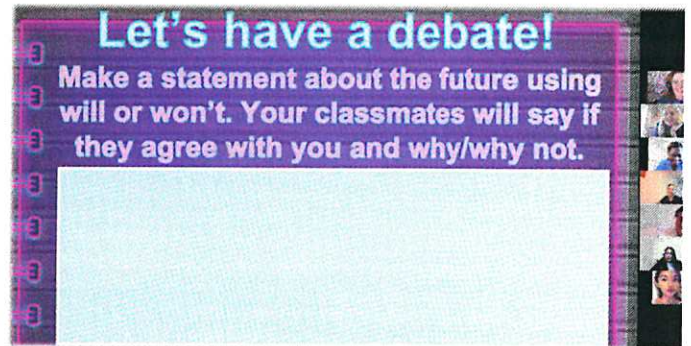 Let's have a debate!
Make a statement about the future using
will or won't. Your classmates will say if
they agree with you and why/why not.